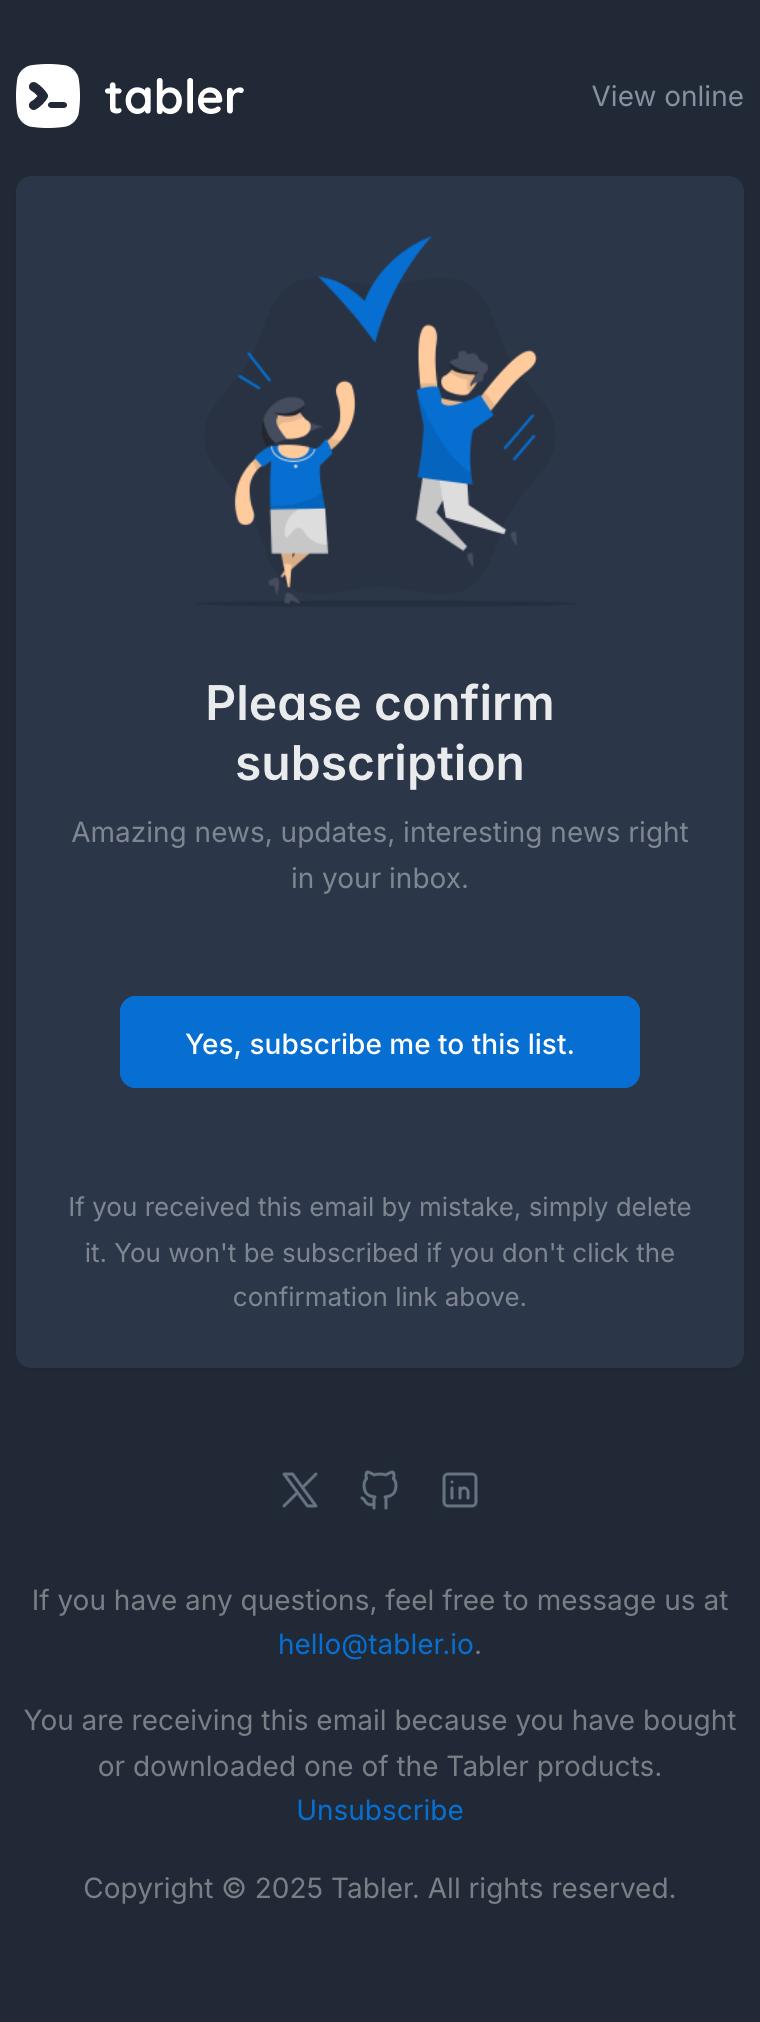 tabler
View online
Please confirm
subscription
Amazing news, updates, interesting news right
in your inbox.
Yes, subscribe me to this list.
If you received this email by mistake, simply delete
it. You won't be subscribed if you don't click the
confirmation link above.
If you have any questions, feel free to message us at
hello@tabler.io.
You are receiving this email because you have bought
or downloaded one of the Tabler products.
Unsubscribe
Copyright © 2025 Tabler. All rights reserved.